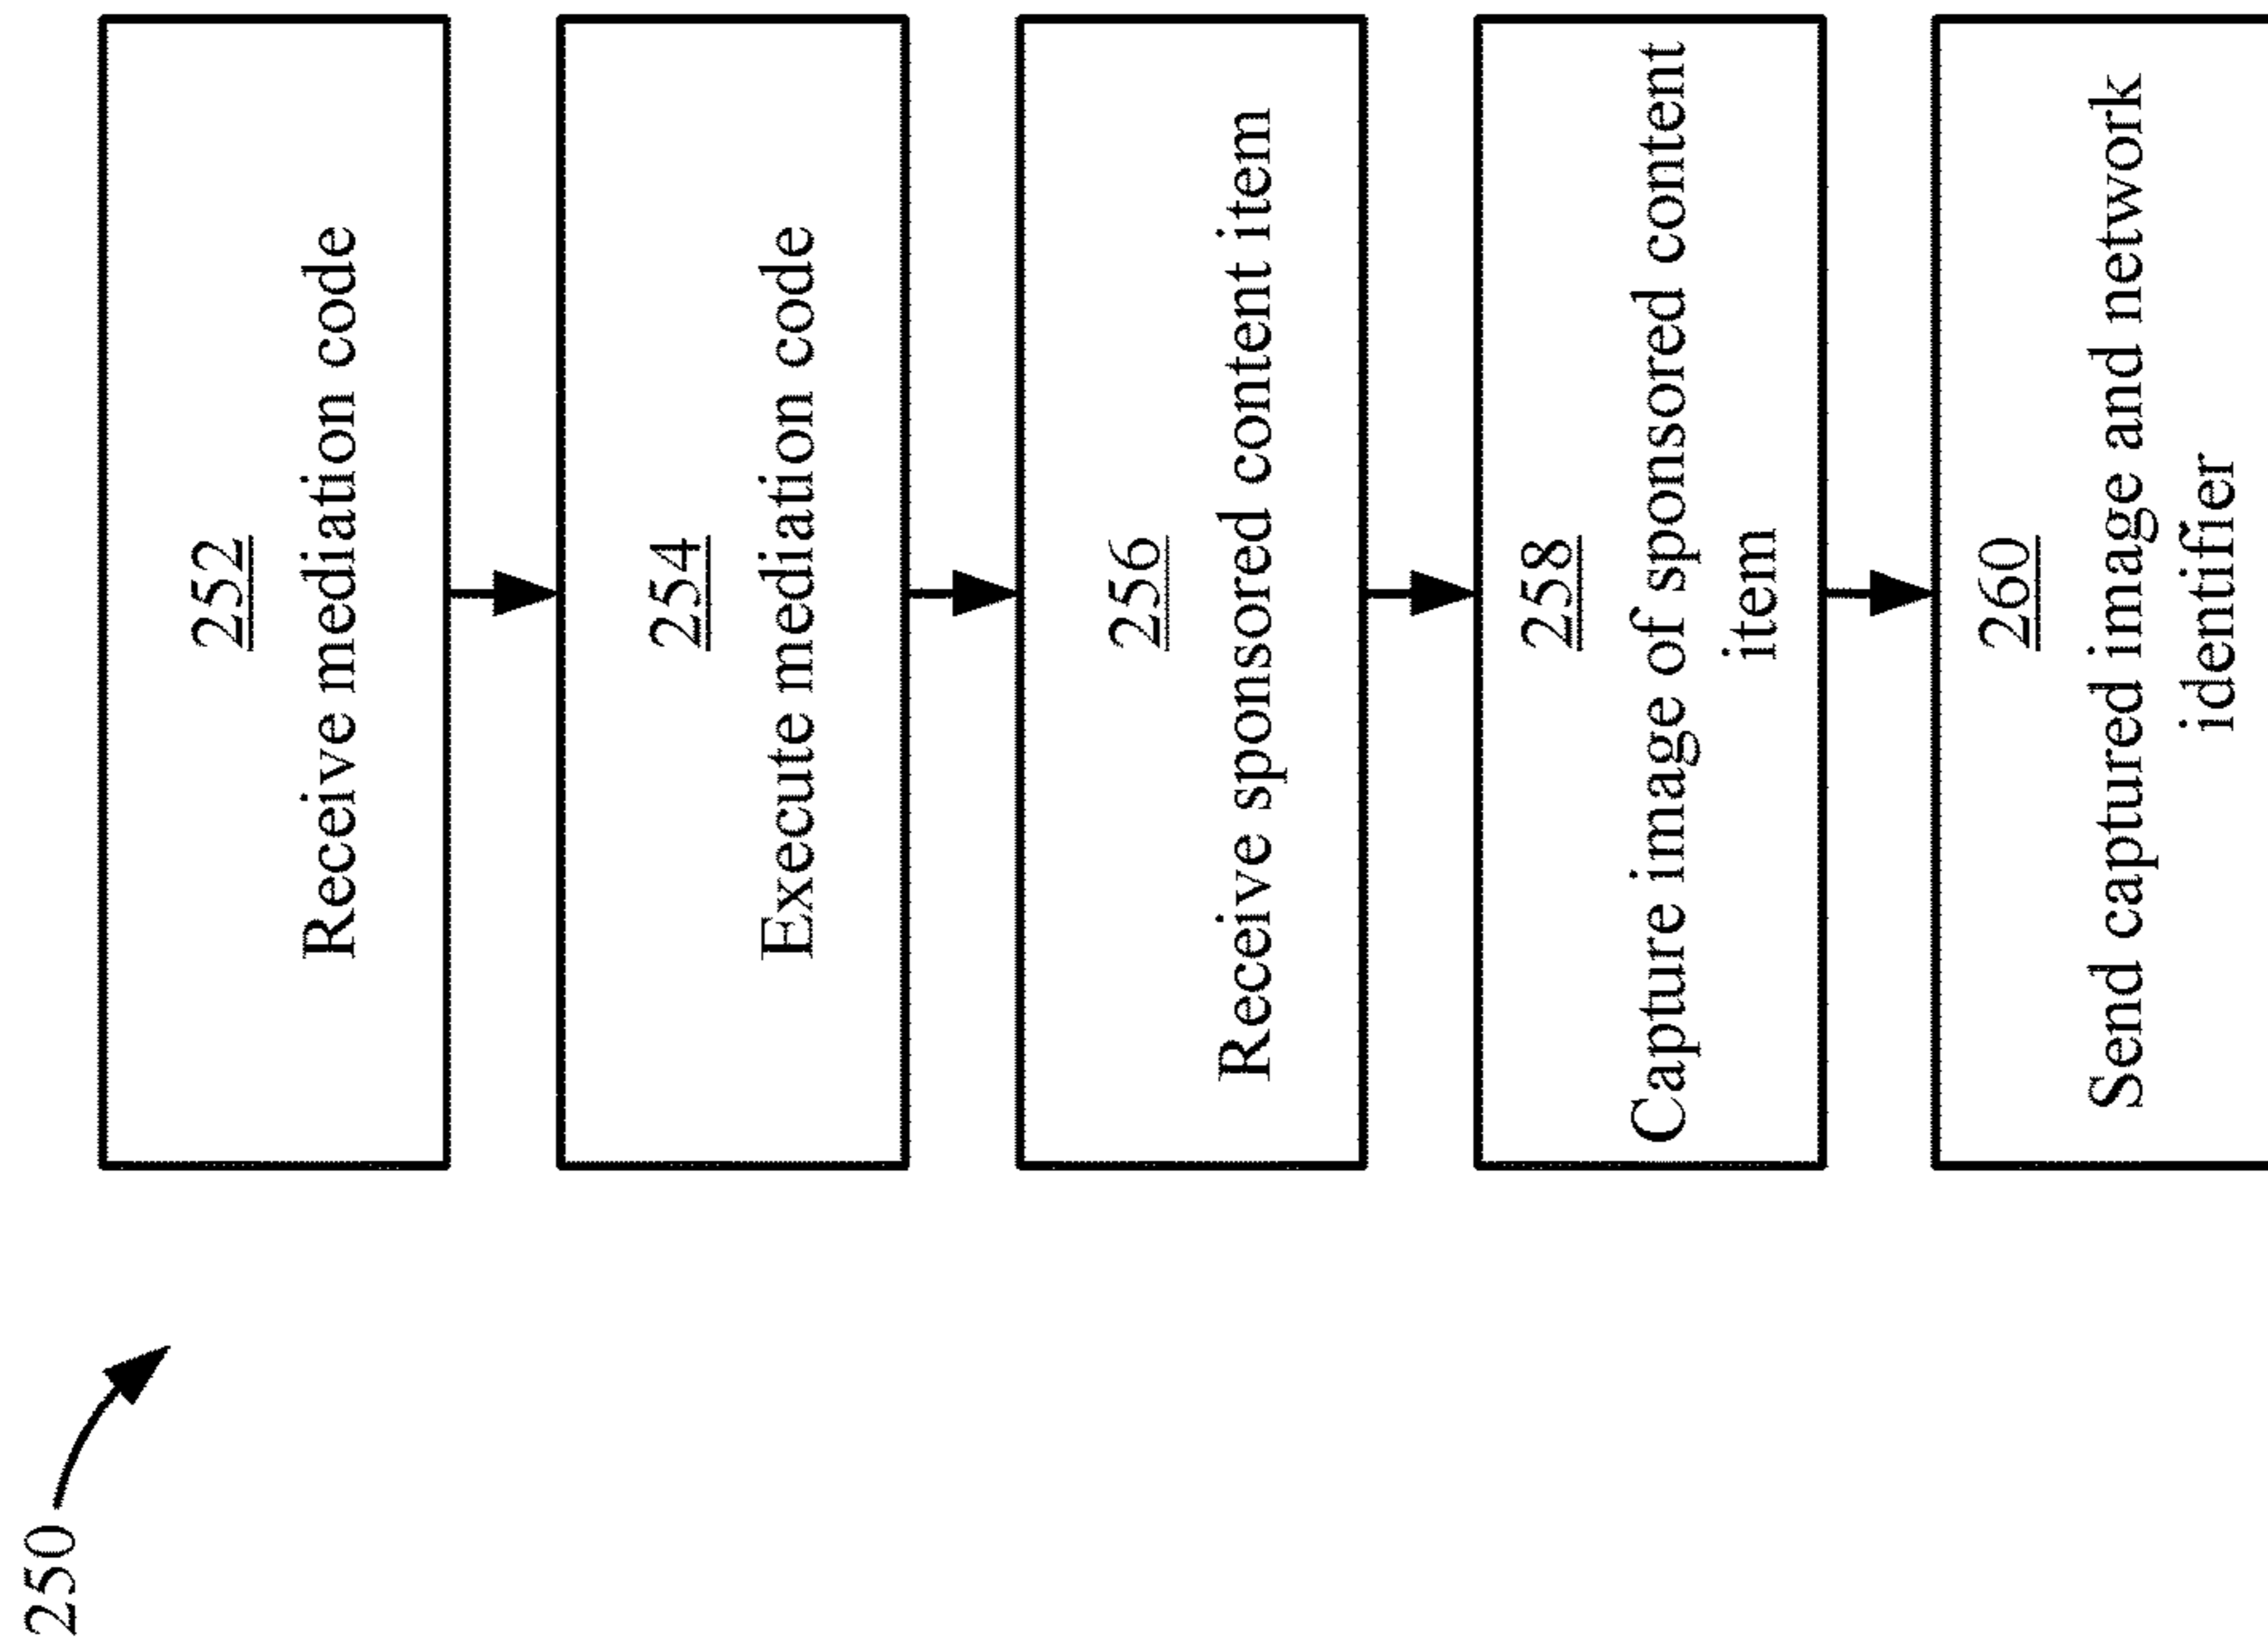 250
252
Receive mediation code
254
Execute mediation code
256
Receive sponsored content item
258
Capture image of sponsored content
item
260
Send captured image and network
identifier